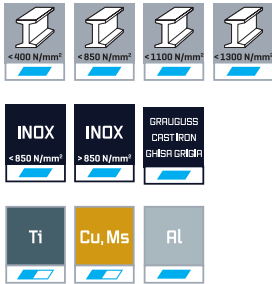 <400 N/mm² <850 N/mm² <1100 N/mm² <1300 N/mm²
INOX INOX GRAUGUSS
CAST IRON
GHISA GRIGIA
<850 N/mm² >850 N/mm²
Ti Cu, Ms Al